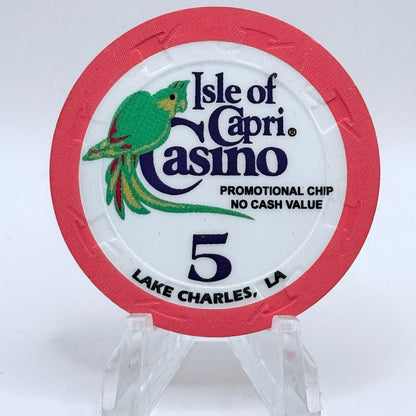 Isle of
Capri®
Casino
PROMOTIONAL CHIP
NO CASH VALUE
5
LAKE CHARLES, LA